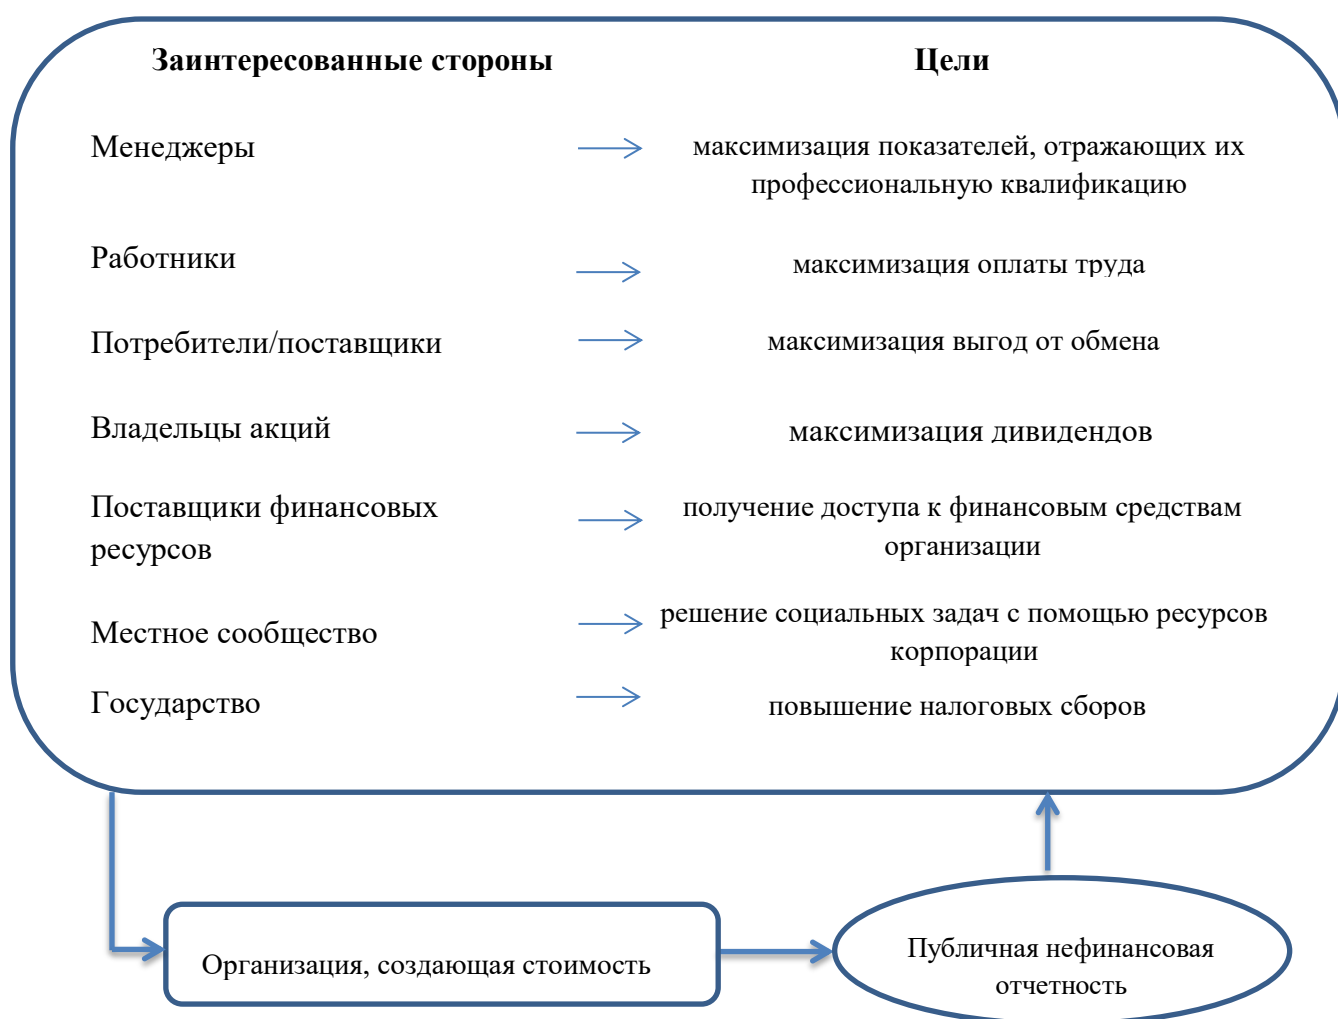 Заинтересованные стороны
Цели
Менеджеры
максимизация показателей, отражающих их
профессиональную квалификацию
Работники
максимизация оплаты труда
Потребители/поставщики
максимизация выгод от обмена
Владельцы акций
максимизация дивидендов
Поставщики финансовых
ресурсов
получение доступа к финансовым средствам
организации
Местное сообщество
решение социальных задач с помощью ресурсов
корпорации
Государство
повышение налоговых сборов
Организация, создающая стоимость
Публичная нефинансовая
отчетность